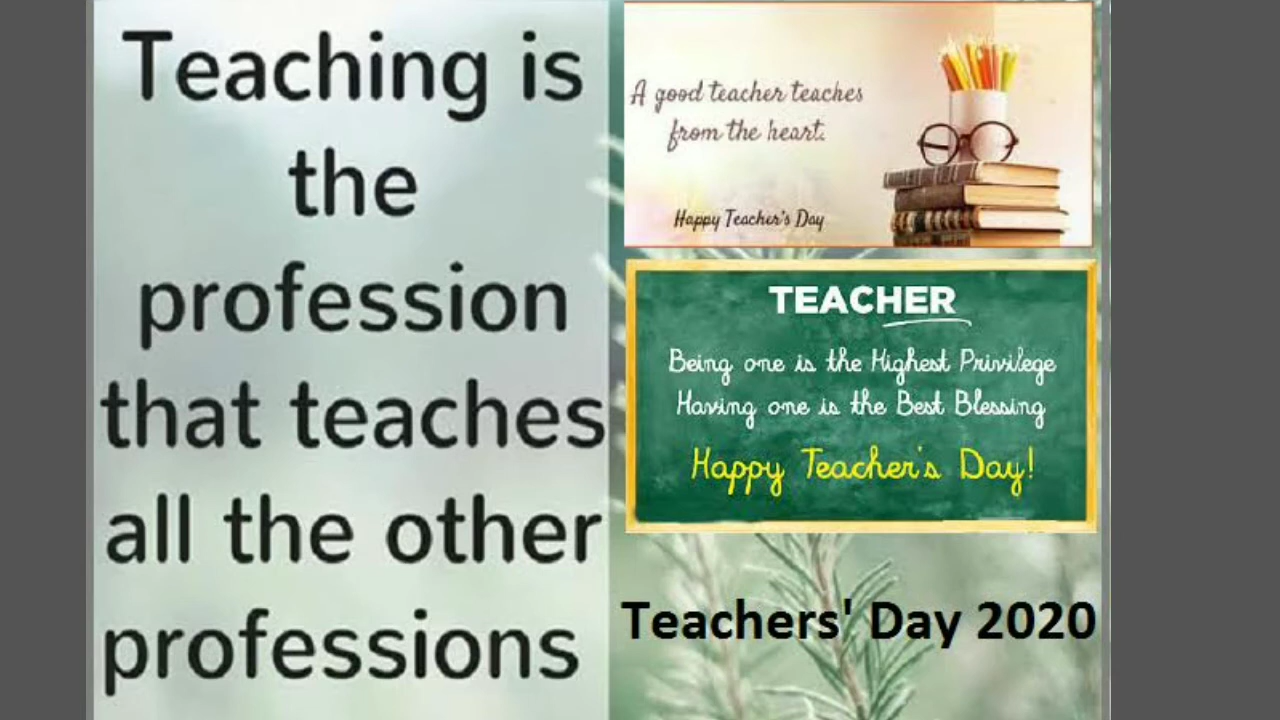 Teaching is
the
profession
that teaches
all the other
professions
A good teacher teaches
from the heart.
Happy Teacher's Day
TEACHER
Being one is the Highest Privilege
Having one is the Best Blessing
Happy Teacher's Day!
Teachers' Day 2020